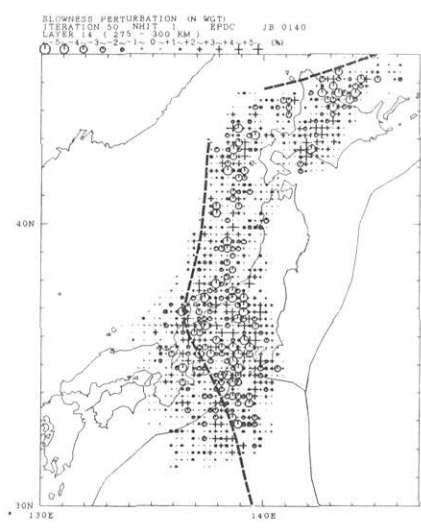 SLOWNESS PERTURBATION (N WGT)
ITERATION 50 NHIT 1 EPDC JB 0140
LAYER 14 ( 275 - 300 KM)
-5~-4~-3~-2~-1~ 0~+1~+2~+3~+4~+5 (%)
40N
30N
130E
140E